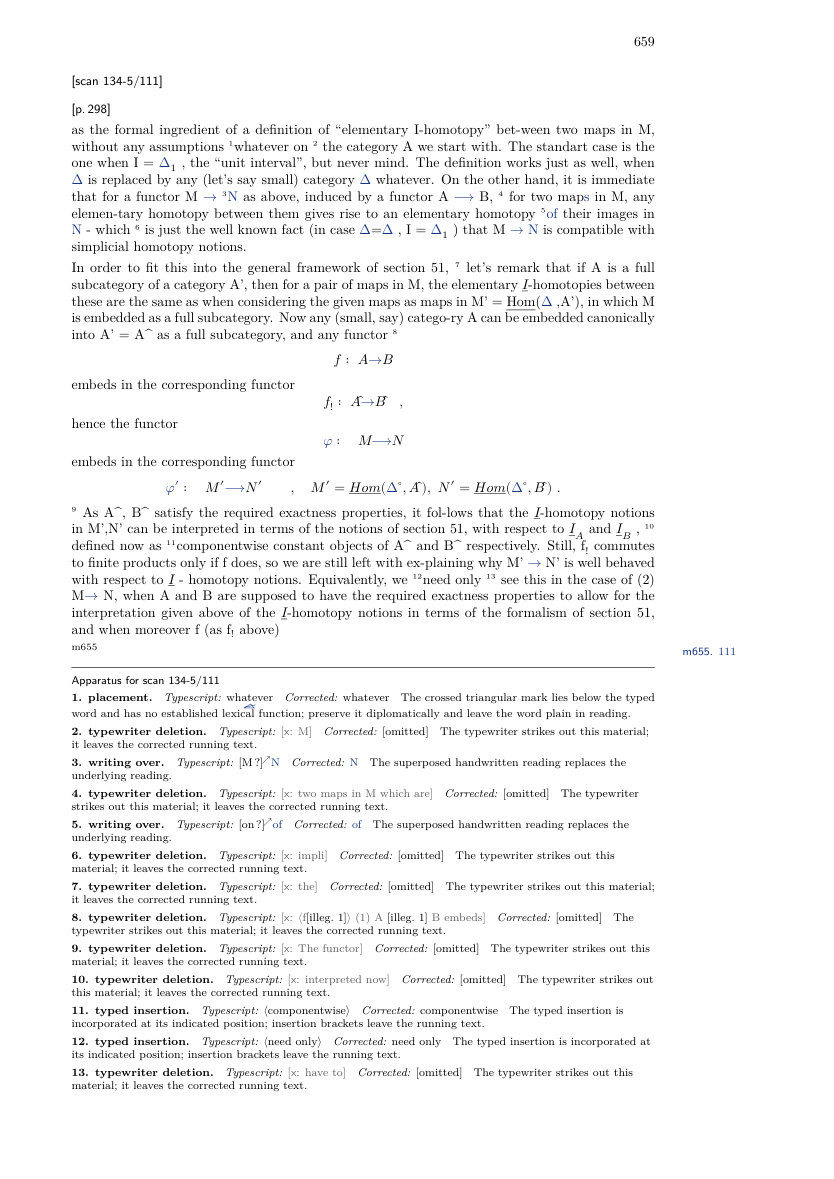 659
[scan 134-5/111]
[p. 298]
as the formal ingredient of a definition of “elementary I-homotopy” bet-ween two maps in M,
without any assumptions ¹whatever on ² the category A we start with. The standart case is the
one when I = Δ₁ , the “unit interval”, but never mind. The definition works just as well, when
Δ is replaced by any (let’s say small) category Δ whatever. On the other hand, it is immediate
that for a functor M → ³N as above, induced by a functor A ⟶ B, ⁴ for two maps in M, any
elemen-tary homotopy between them gives rise to an elementary homotopy ⁵of their images in
N - which ⁶ is just the well known fact (in case Δ=Δ , I = Δ₁ ) that M → N is compatible with
simplicial homotopy notions.
In order to fit this into the general framework of section 51, ⁷ let’s remark that if A is a full
subcategory of a category A’, then for a pair of maps in M, the elementary I-homotopies between
these are the same as when considering the given maps as maps in M’ = Hom(Δ ,A’), in which M
is embedded as a full subcategory. Now any (small, say) catego-ry A can be embedded canonically
into A’ = A^ as a full subcategory, and any functor ⁸
f : A→B
embeds in the corresponding functor
f! : A^→B^ ,
hence the functor
φ : M⟶N
embeds in the corresponding functor
φ′ : M′⟶N′ , M′ = Hom(Δ°, A^), N′ = Hom(Δ°, B^) .
⁹ As A^, B^ satisfy the required exactness properties, it fol-lows that the I-homotopy notions
in M’,N’ can be interpreted in terms of the notions of section 51, with respect to I_A and I_B , ¹⁰
defined now as ¹¹componentwise constant objects of A^ and B^ respectively. Still, f! commutes
to finite products only if f does, so we are still left with ex-plaining why M’ → N’ is well behaved
with respect to I - homotopy notions. Equivalently, we ¹²need only ¹³ see this in the case of (2)
M→ N, when A and B are supposed to have the required exactness properties to allow for the
interpretation given above of the I-homotopy notions in terms of the formalism of section 51,
and when moreover f (as f! above)
m655
m655. 111
Apparatus for scan 134-5/111
1. placement. Typescript: whatever Corrected: whatever The crossed triangular mark lies below the typed
word and has no established lexical function; preserve it diplomatically and leave the word plain in reading.
2. typewriter deletion. Typescript: [x: M] Corrected: [omitted] The typewriter strikes out this material;
it leaves the corrected running text.
3. writing over. Typescript: [M ?]↗N Corrected: N The superposed handwritten reading replaces the
underlying reading.
4. typewriter deletion. Typescript: [x: two maps in M which are] Corrected: [omitted] The typewriter
strikes out this material; it leaves the corrected running text.
5. writing over. Typescript: [on ?]↗of Corrected: of The superposed handwritten reading replaces the
underlying reading.
6. typewriter deletion. Typescript: [x: impli] Corrected: [omitted] The typewriter strikes out this
material; it leaves the corrected running text.
7. typewriter deletion. Typescript: [x: the] Corrected: [omitted] The typewriter strikes out this material;
it leaves the corrected running text.
8. typewriter deletion. Typescript: [x: ⟨f[illeg. 1]⟩ (1) A [illeg. 1] B embeds] Corrected: [omitted] The
typewriter strikes out this material; it leaves the corrected running text.
9. typewriter deletion. Typescript: [x: The functor] Corrected: [omitted] The typewriter strikes out this
material; it leaves the corrected running text.
10. typewriter deletion. Typescript: [x: interpreted now] Corrected: [omitted] The typewriter strikes out
this material; it leaves the corrected running text.
11. typed insertion. Typescript: ⟨componentwise⟩ Corrected: componentwise The typed insertion is
incorporated at its indicated position; insertion brackets leave the running text.
12. typed insertion. Typescript: ⟨need only⟩ Corrected: need only The typed insertion is incorporated at
its indicated position; insertion brackets leave the running text.
13. typewriter deletion. Typescript: [x: have to] Corrected: [omitted] The typewriter strikes out this
material; it leaves the corrected running text.